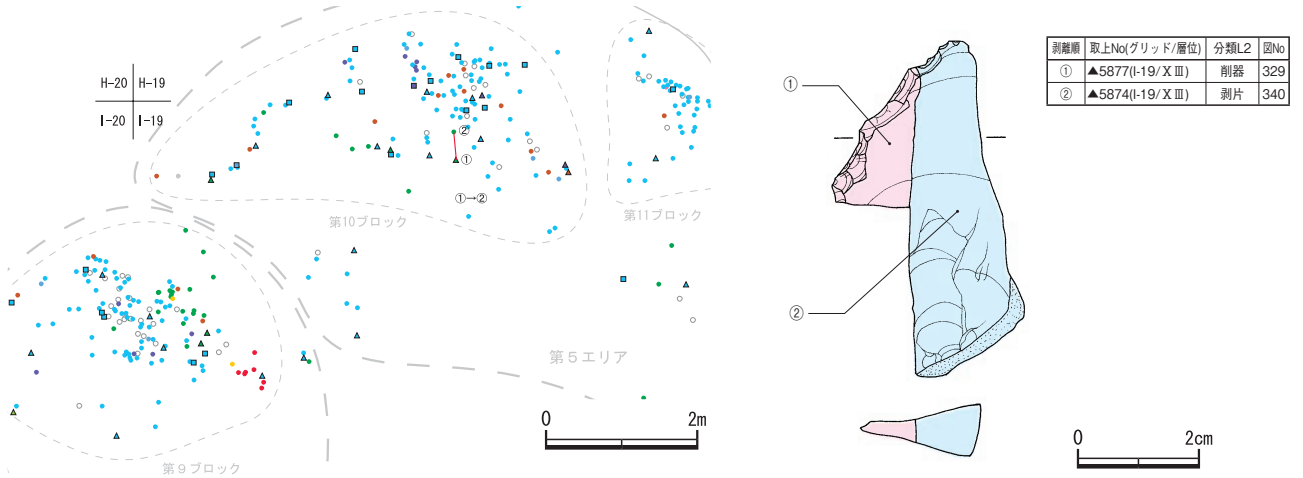 H-20 H-19
I-20 I-19
②
①
①→②
第10ブロック
第11ブロック
第5エリア
第9ブロック
0 2m
①
②
0 2cm
剥離順 取上No(グリッド/層位) 分類L2 図No
① ▲5877(I-19/XⅢ) 削器 329
② ▲5874(I-19/XⅢ) 剥片 340